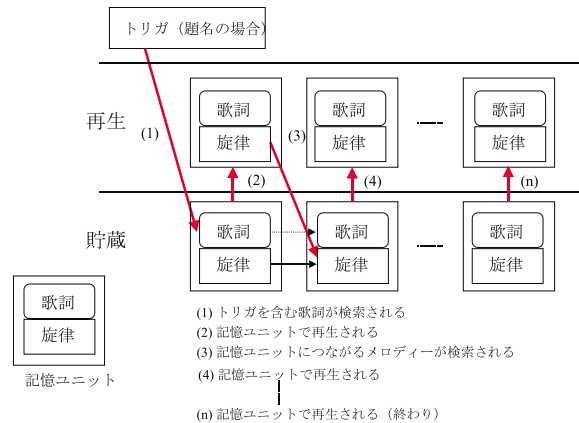 トリガ（題名の場合）
再生
歌詞
旋律
歌詞
旋律
歌詞
旋律
(1)
(2)
(3)
(4)
(n)
貯蔵
歌詞
旋律
歌詞
旋律
歌詞
旋律
歌詞
旋律
記憶ユニット
(1) トリガを含む歌詞が検索される
(2) 記憶ユニットで再生される
(3) 記憶ユニットにつながるメロディーが検索される
(4) 記憶ユニットで再生される
(n) 記憶ユニットで再生される（終わり）